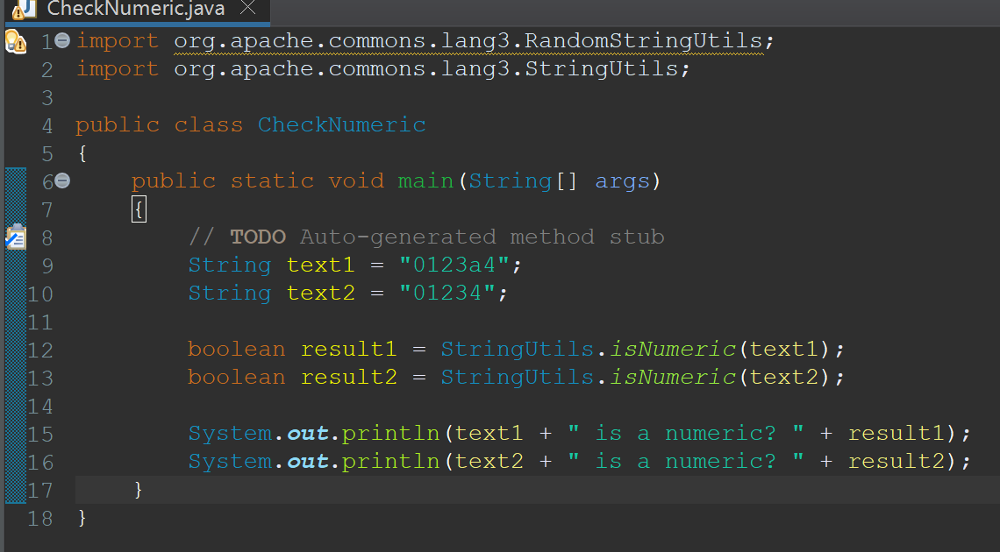 CheckNumeric.java
1 import org.apache.commons.lang3.RandomStringUtils;
2 import org.apache.commons.lang3.StringUtils;
3
4 public class CheckNumeric
5 {
6     public static void main(String[] args)
7     {
8         // TODO Auto-generated method stub
9         String text1 = "0123a4";
10         String text2 = "01234";
11
12         boolean result1 = StringUtils.isNumeric(text1);
13         boolean result2 = StringUtils.isNumeric(text2);
14
15         System.out.println(text1 + " is a numeric? " + result1);
16         System.out.println(text2 + " is a numeric? " + result2);
17     }
18 }